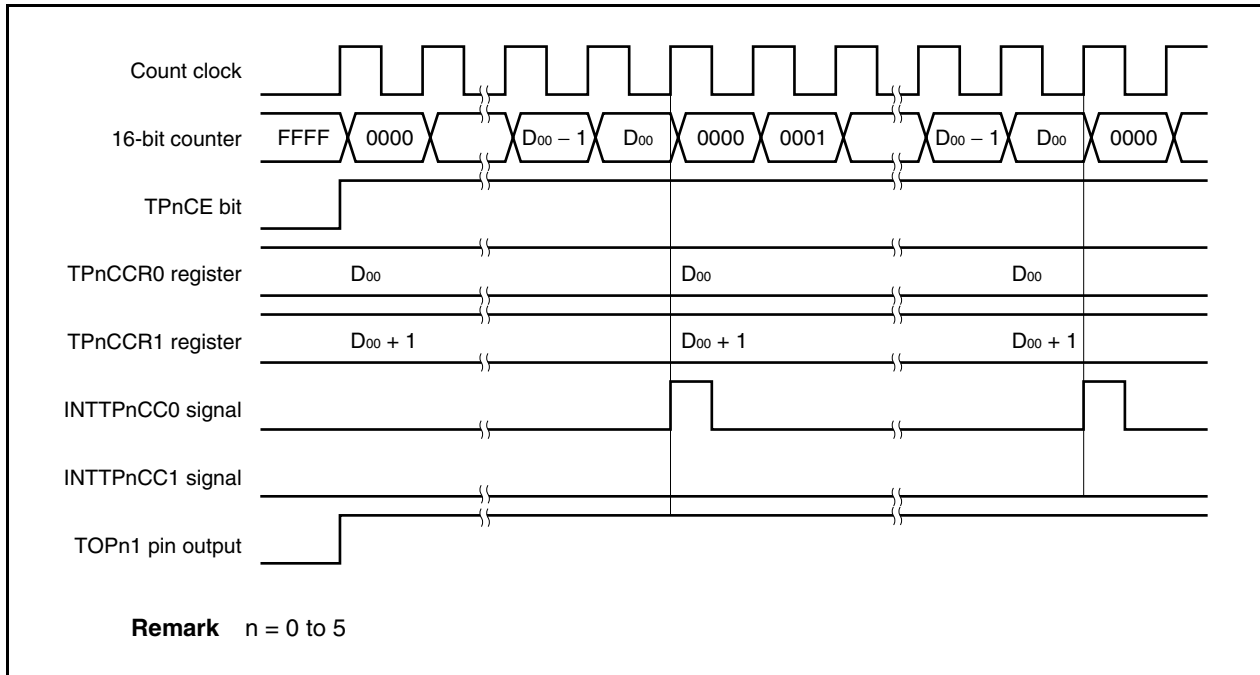 Count clock
16-bit counter FFFF 0000 D00 − 1 D00 0000 0001 D00 − 1 D00 0000
TPnCE bit
TPnCCR0 register D00 D00 D00
TPnCCR1 register D00 + 1 D00 + 1 D00 + 1
INTTPnCC0 signal
INTTPnCC1 signal
TOPn1 pin output
Remark n = 0 to 5